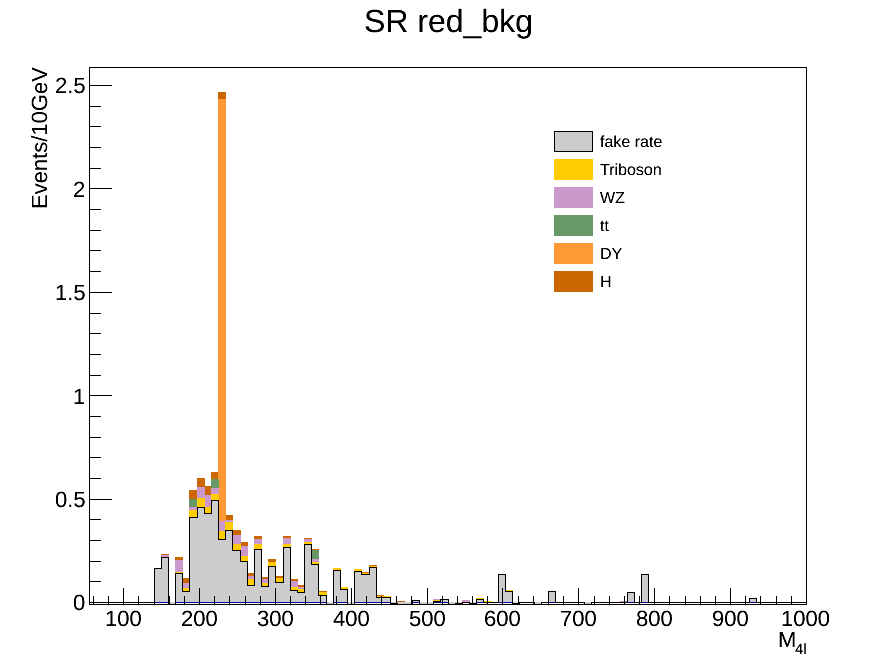 SR red_bkg
Events/10GeV
2.5
2
1.5
1
0.5
0
fake rate
Triboson
WZ
tt
DY
H
100 200 300 400 500 600 700 800 900 1000
M4l